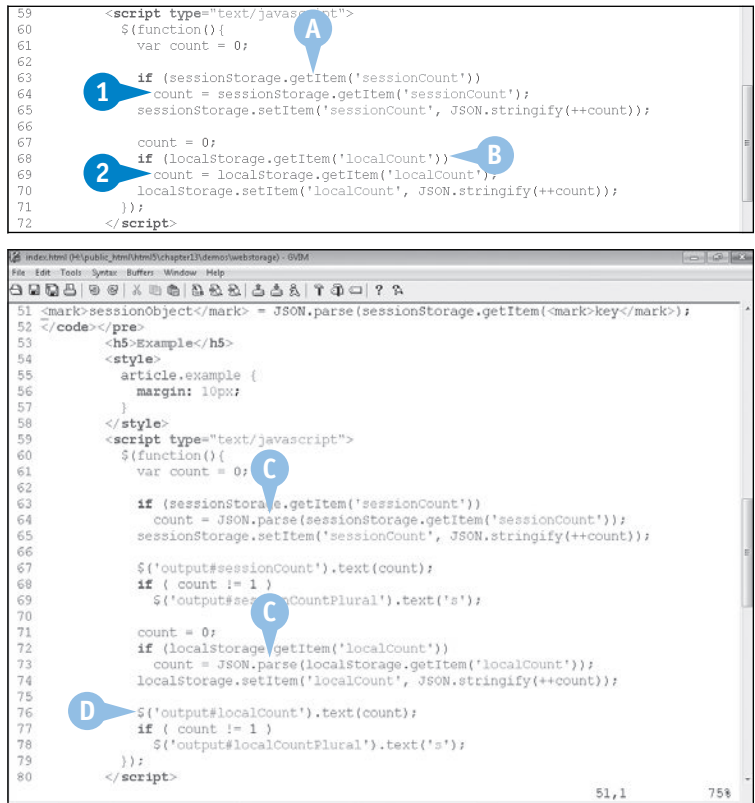 59 <script type="text/javascript">
60 $(function(){
61 var count = 0;
62
63 if (sessionStorage.getItem('sessionCount'))
64 count = sessionStorage.getItem('sessionCount');
65 sessionStorage.setItem('sessionCount', JSON.stringify(++count));
66
67 count = 0;
68 if (localStorage.getItem('localCount'))
69 count = localStorage.getItem('localCount');
70 localStorage.setItem('localCount', JSON.stringify(++count));
71 });
72 </script>
A
1
B
2
index.html (H:\public_html\html5\chapter13\demos\webstorage) - GVIM
File Edit Tools Syntax Buffers Window Help
51 <mark>sessionObject</mark> = JSON.parse(sessionStorage.getItem(<mark>key</mark>);
52 </code></pre>
53 <h5>Example</h5>
54 <style>
55 article.example {
56 margin: 10px;
57 }
58 </style>
59 <script type="text/javascript">
60 $(function(){
61 var count = 0;
62
63 if (sessionStorage.getItem('sessionCount'))
64 count = JSON.parse(sessionStorage.getItem('sessionCount'));
65 sessionStorage.setItem('sessionCount', JSON.stringify(++count));
66
67 $('output#sessionCount').text(count);
68 if ( count != 1 )
69 $('output#sessionCountPlural').text('s');
70
71 count = 0;
72 if (localStorage.getItem('localCount'))
73 count = JSON.parse(localStorage.getItem('localCount'));
74 localStorage.setItem('localCount', JSON.stringify(++count));
75
76 $('output#localCount').text(count);
77 if ( count != 1 )
78 $('output#localCountPlural').text('s');
79 });
80 </script>
C
C
D
51,1 75%